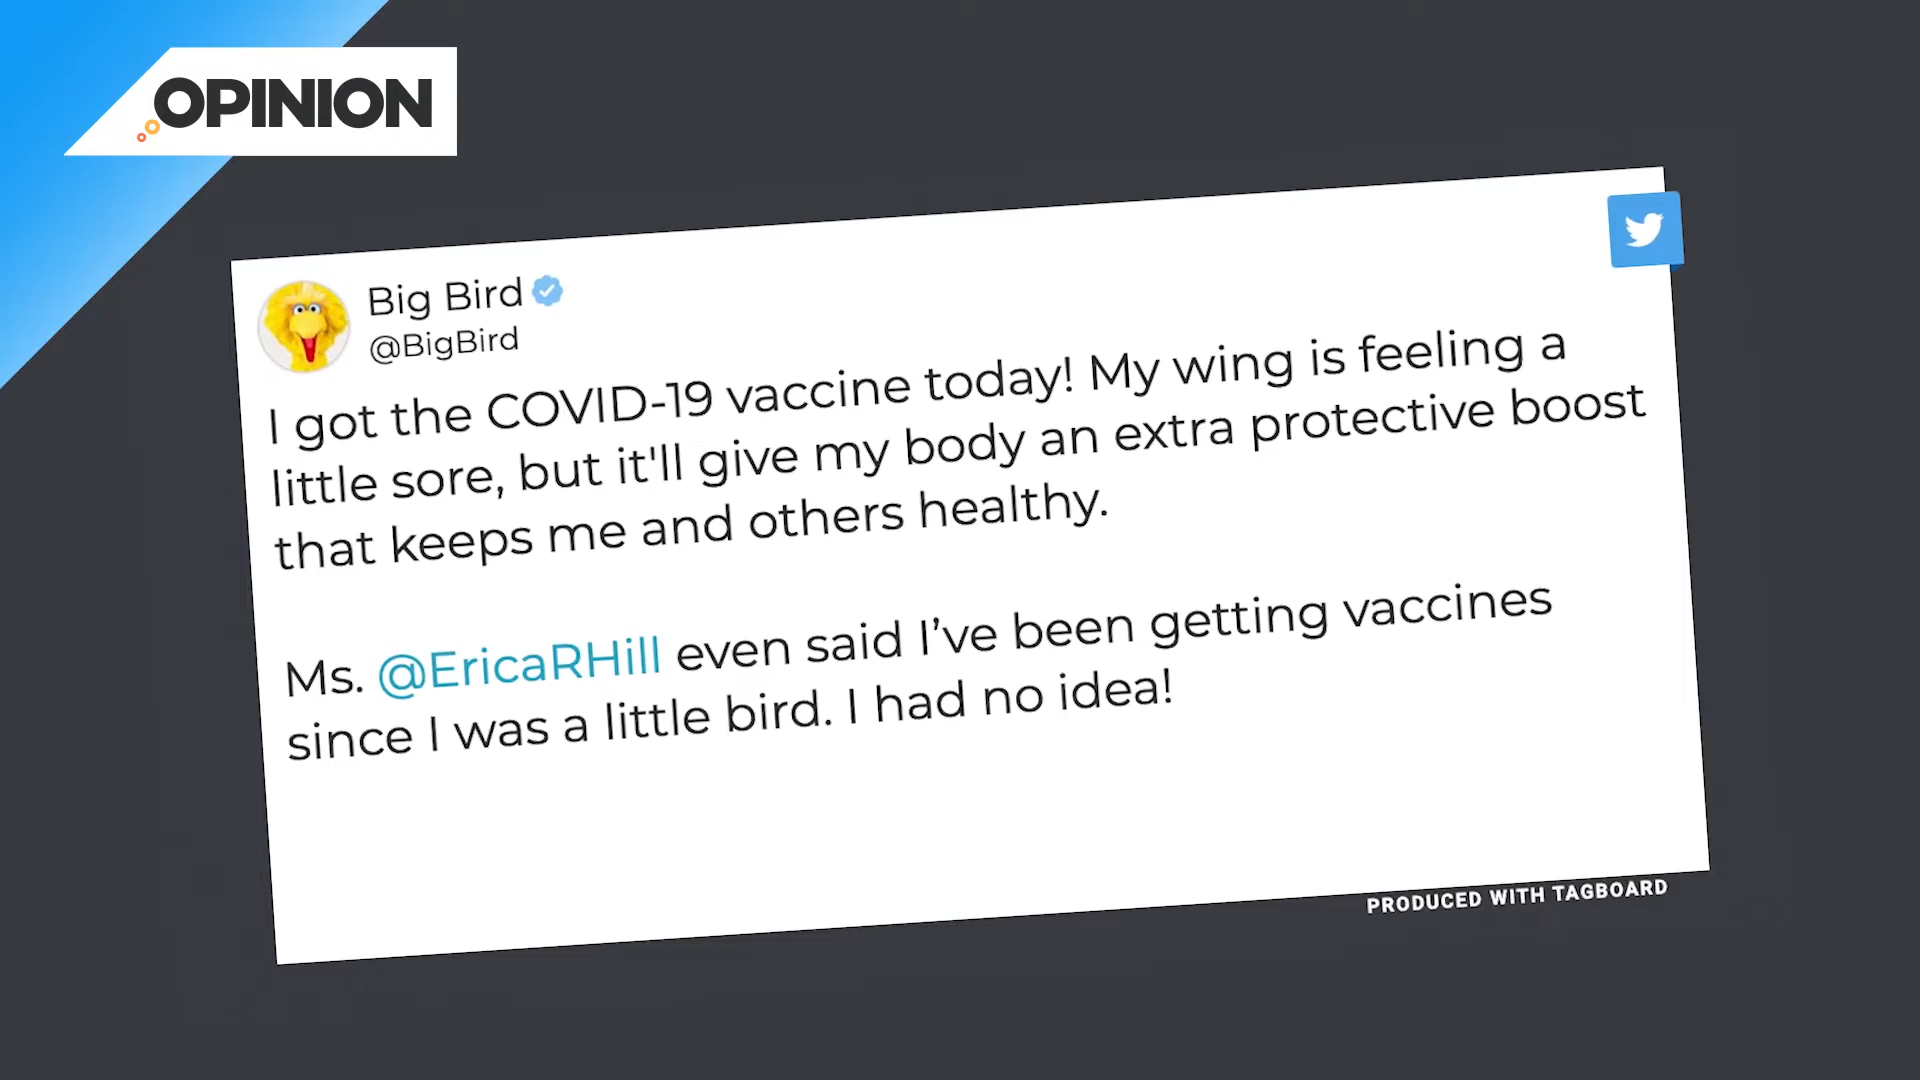 OPINION
Big Bird
@BigBird
I got the COVID-19 vaccine today! My wing is feeling a
little sore, but it'll give my body an extra protective boost
that keeps me and others healthy.
Ms. @EricaRHill even said I’ve been getting vaccines
since I was a little bird. I had no idea!
PRODUCED WITH TAGBOARD